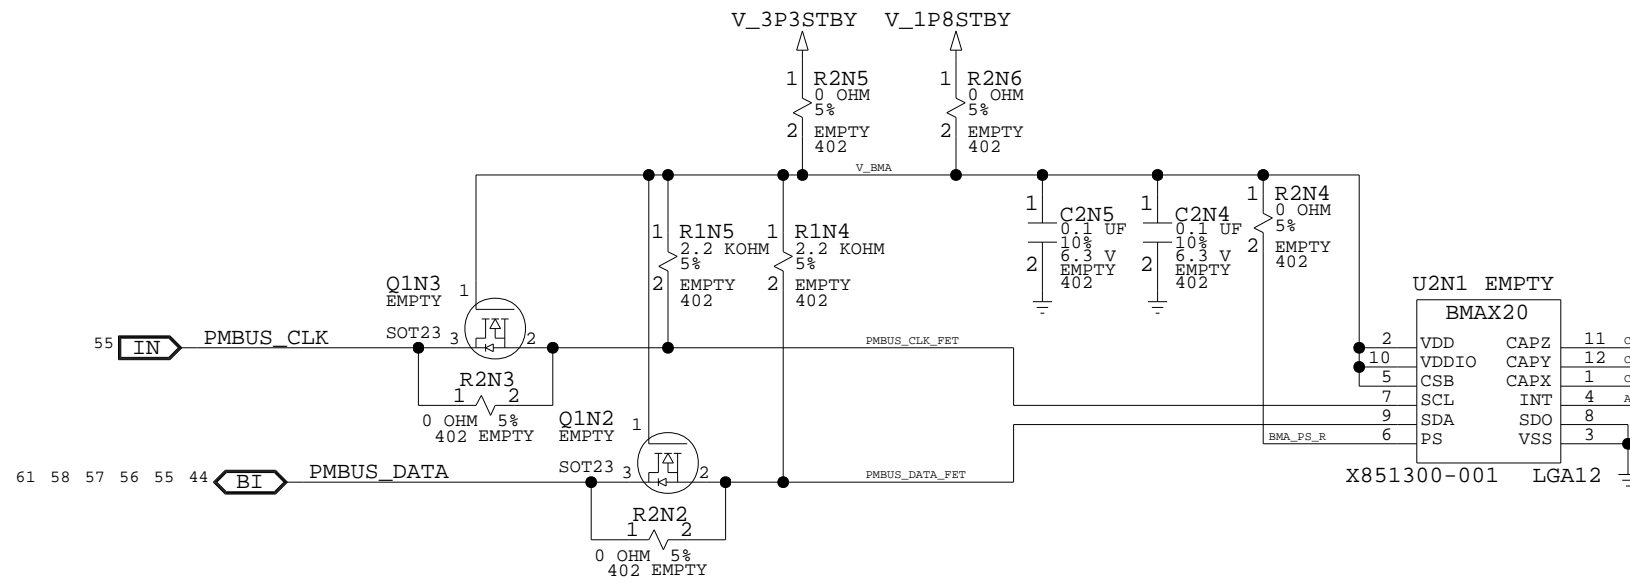 V_3P3STBY V_1P8STBY
1 R2N5
0 OHM
5%
2 EMPTY
402
1 R2N6
0 OHM
5%
2 EMPTY
402
V_BMA
1 R1N5
2.2 KOHM
5%
2 EMPTY
402
1 R1N4
2.2 KOHM
5%
2 EMPTY
402
1
C2N5
0.1 UF
10%
6.3 V
2 EMPTY
402
1
C2N4
0.1 UF
10%
6.3 V
2 EMPTY
402
1 R2N4
0 OHM
5%
2 EMPTY
402
Q1N3
EMPTY
1
SOT23 3 2
55 IN PMBUS_CLK
PMBUS_CLK_FET
R2N3
1 2
0 OHM 5%
402 EMPTY
Q1N2
EMPTY
1
SOT23 3 2
61 58 57 56 55 44 BI PMBUS_DATA
PMBUS_DATA_FET
R2N2
1 2
0 OHM 5%
402 EMPTY
BMA_PS_R
U2N1 EMPTY
BMAX20
2 VDD CAPZ 11 C
10 VDDIO CAPY 12 C
5 CSB CAPX 1 C
7 SCL INT 4 A
9 SDA SDO 8
6 PS VSS 3
X851300-001 LGA12